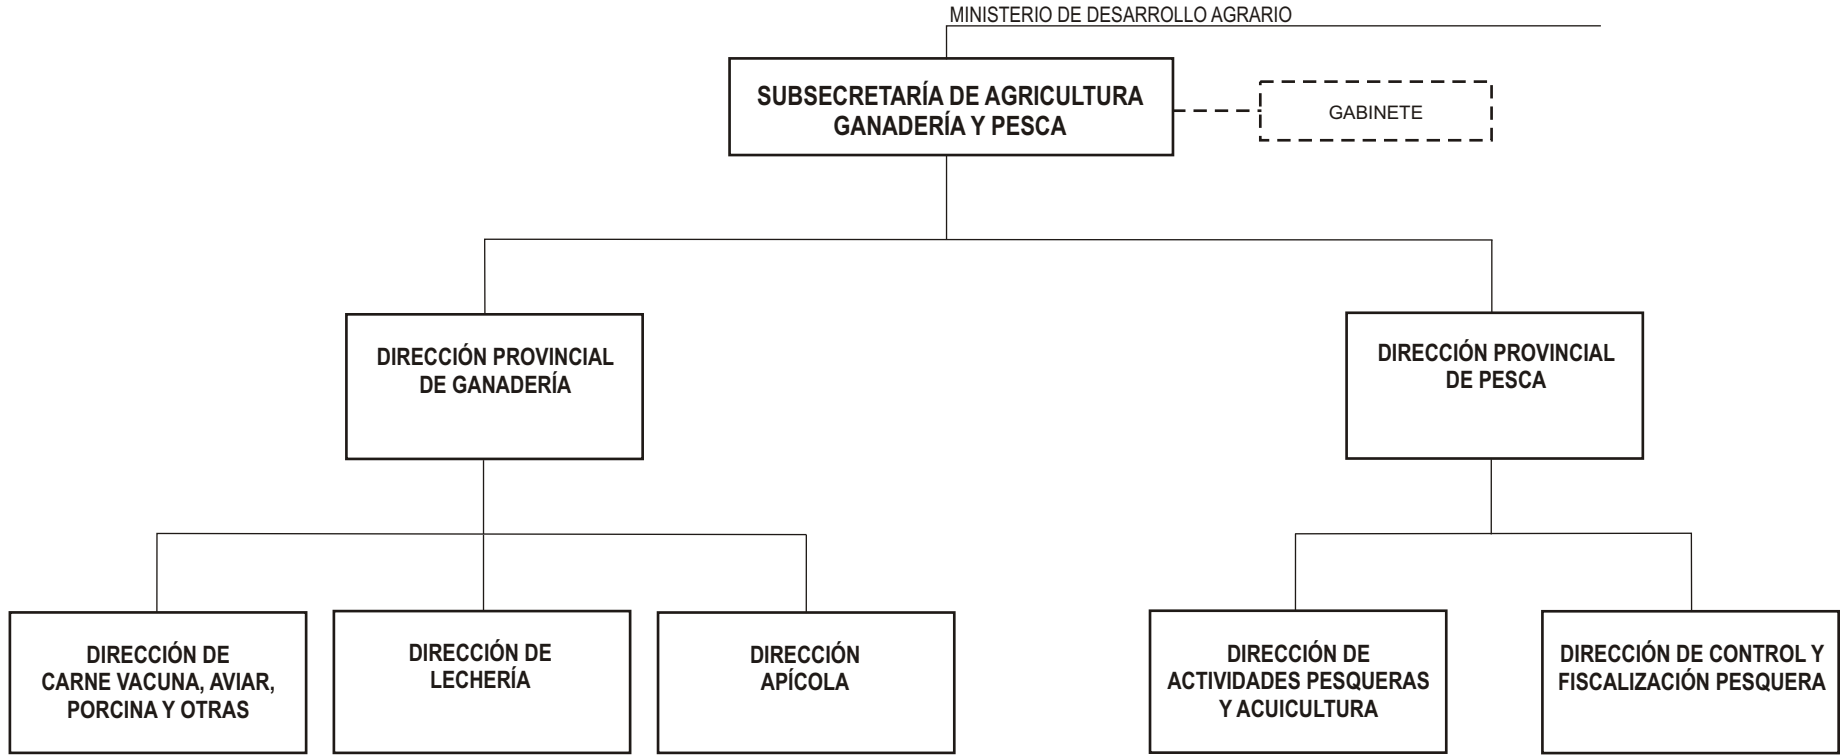 MINISTERIO DE DESARROLLO AGRARIO
SUBSECRETARÍA DE AGRICULTURA
GANADERÍA Y PESCA
GABINETE
DIRECCIÓN PROVINCIAL
DE GANADERÍA
DIRECCIÓN PROVINCIAL
DE PESCA
DIRECCIÓN DE
CARNE VACUNA, AVIAR,
PORCINA Y OTRAS
DIRECCIÓN DE
LECHERÍA
DIRECCIÓN
APÍCOLA
DIRECCIÓN DE
ACTIVIDADES PESQUERAS
Y ACUICULTURA
DIRECCIÓN DE CONTROL Y
FISCALIZACIÓN PESQUERA